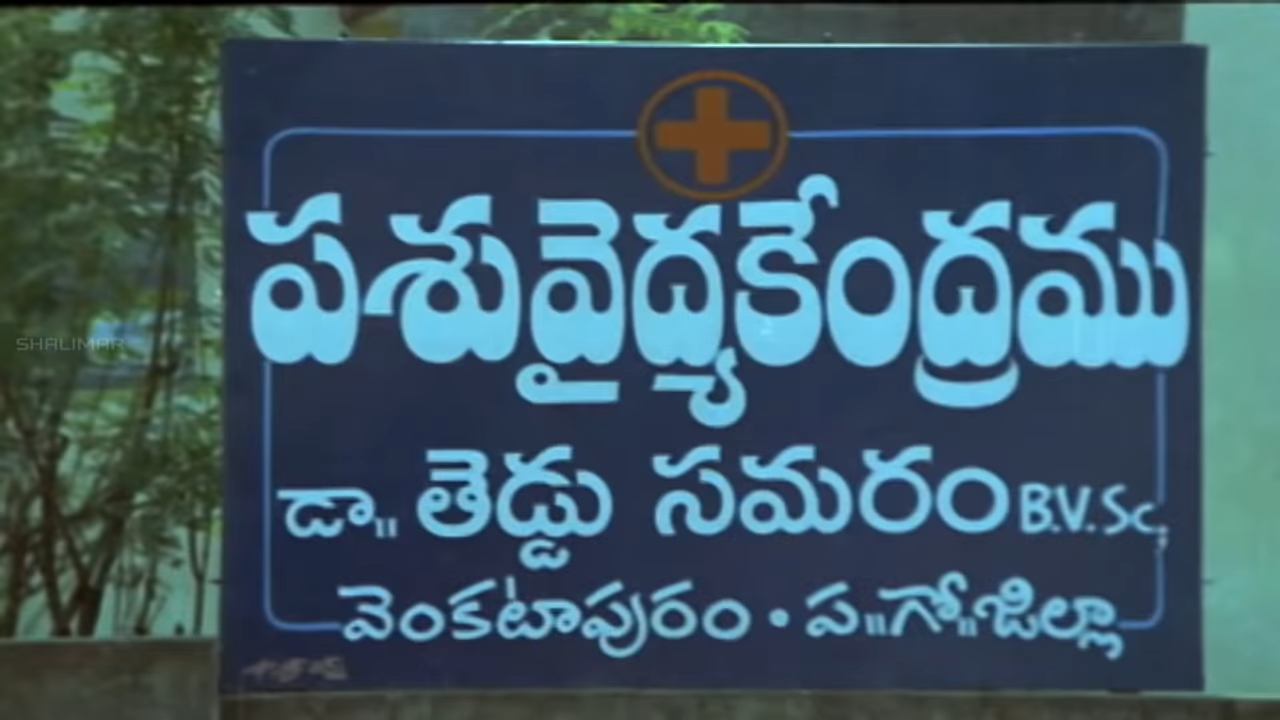 పశువైద్యకేంద్రము
డా॥ తెడ్డు సమరం B.V.Sc;
వెంకటాపురం • ప॥గో॥జిల్లా
SHALIMAR